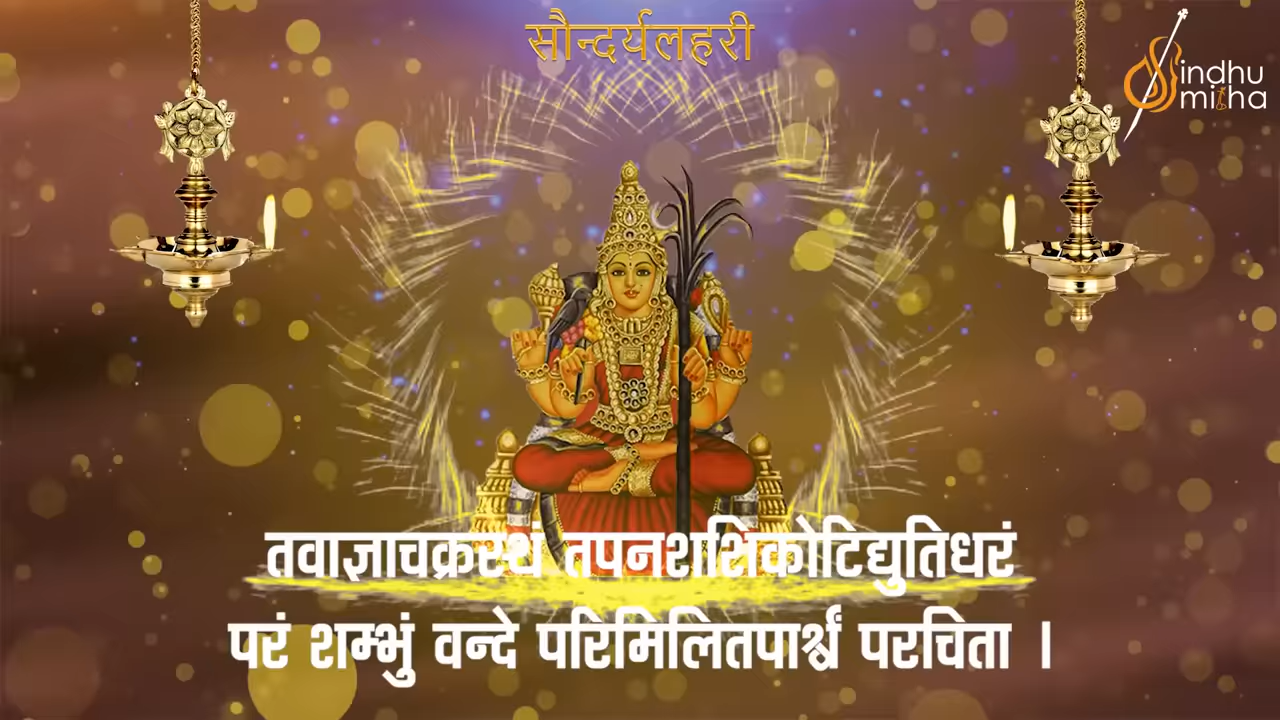 सौन्दर्यलहरी
Sindhu
Smitha
तवाज्ञाचक्रस्थं तपनशशिकोटिद्युतिधरं
परं शम्भुं वन्दे परिमिलितपार्श्वं परचिता ।